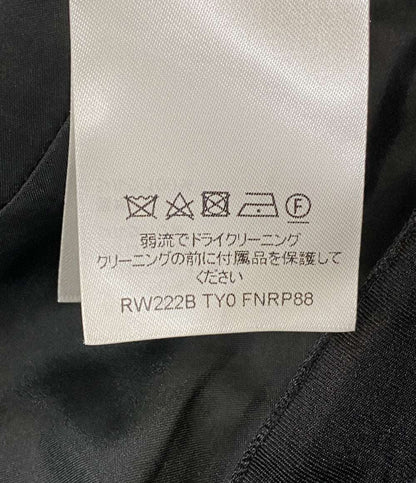 F
弱流でドライクリーニング
クリーニングの前に付属品を保護して
ください
RW222B TY0 FNRP88